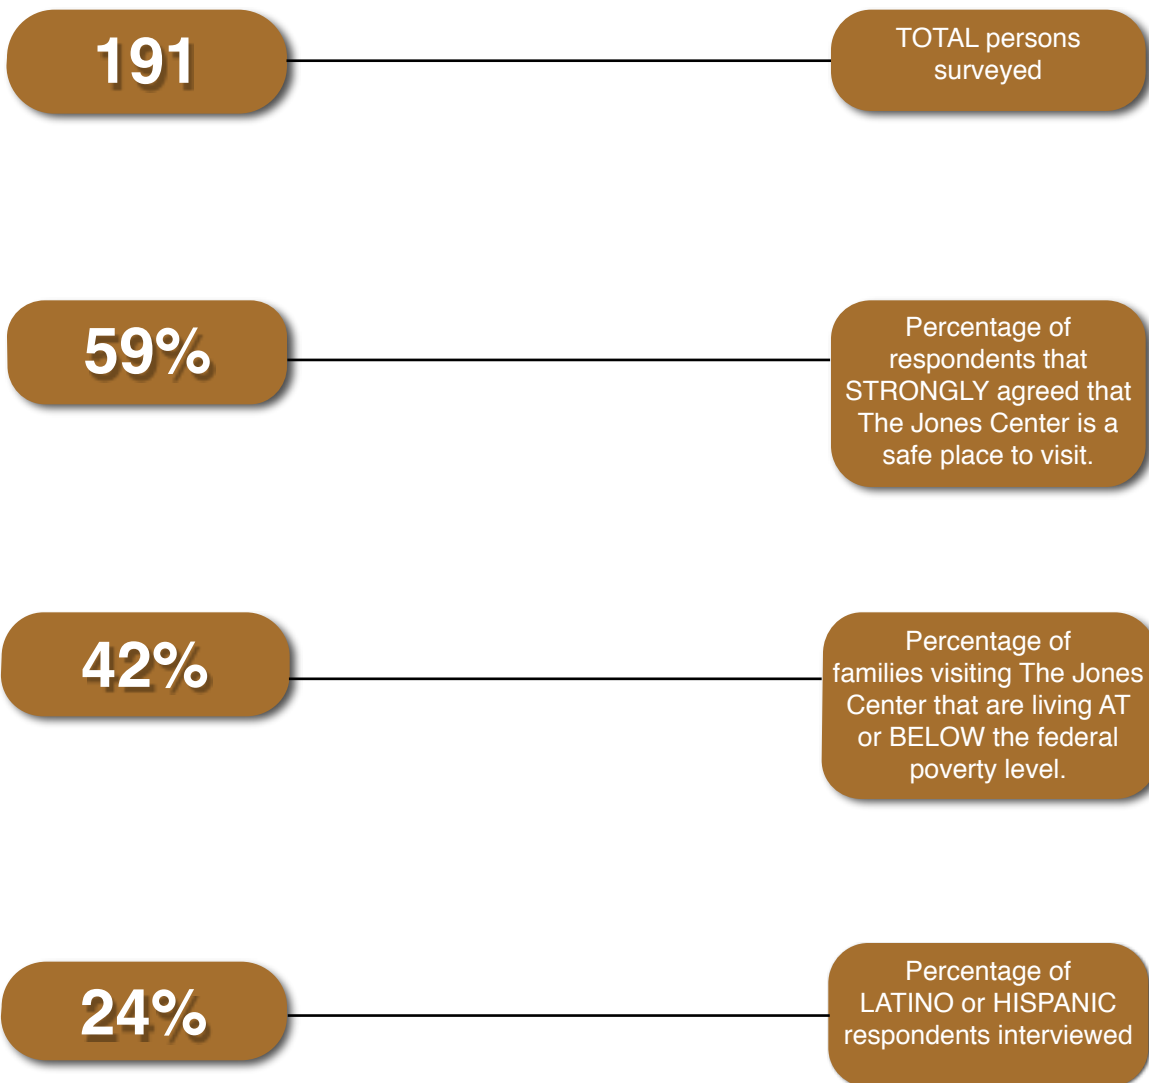 191
TOTAL persons
surveyed
59%
Percentage of
respondents that
STRONGLY agreed that
The Jones Center is a
safe place to visit.
42%
Percentage of
families visiting The Jones
Center that are living AT
or BELOW the federal
poverty level.
24%
Percentage of
LATINO or HISPANIC
respondents interviewed